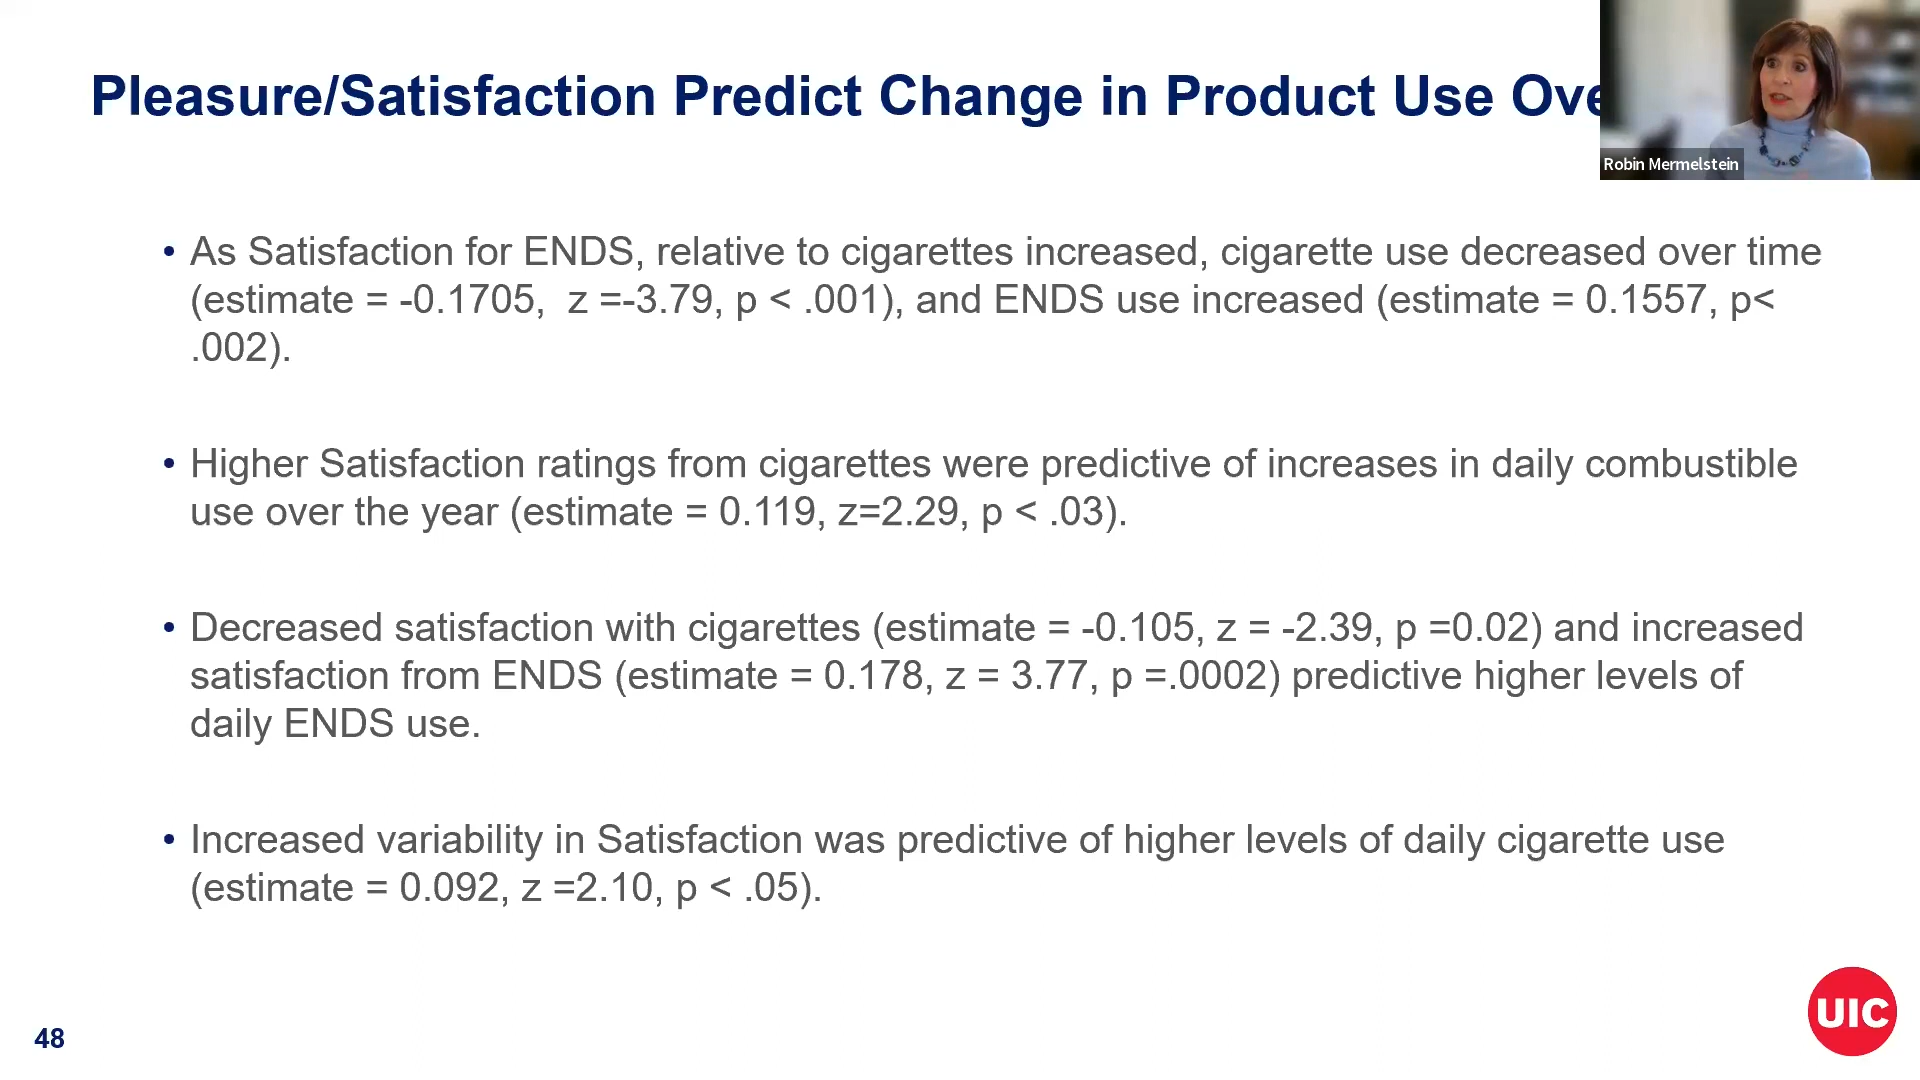 Pleasure/Satisfaction Predict Change in Product Use Ove
Robin Mermelstein
• As Satisfaction for ENDS, relative to cigarettes increased, cigarette use decreased over time
(estimate = -0.1705,  z =-3.79, p < .001), and ENDS use increased (estimate = 0.1557, p<
.002).
• Higher Satisfaction ratings from cigarettes were predictive of increases in daily combustible
use over the year (estimate = 0.119, z=2.29, p < .03).
• Decreased satisfaction with cigarettes (estimate = -0.105, z = -2.39, p =0.02) and increased
satisfaction from ENDS (estimate = 0.178, z = 3.77, p =.0002) predictive higher levels of
daily ENDS use.
• Increased variability in Satisfaction was predictive of higher levels of daily cigarette use
(estimate = 0.092, z =2.10, p < .05).
48
UIC